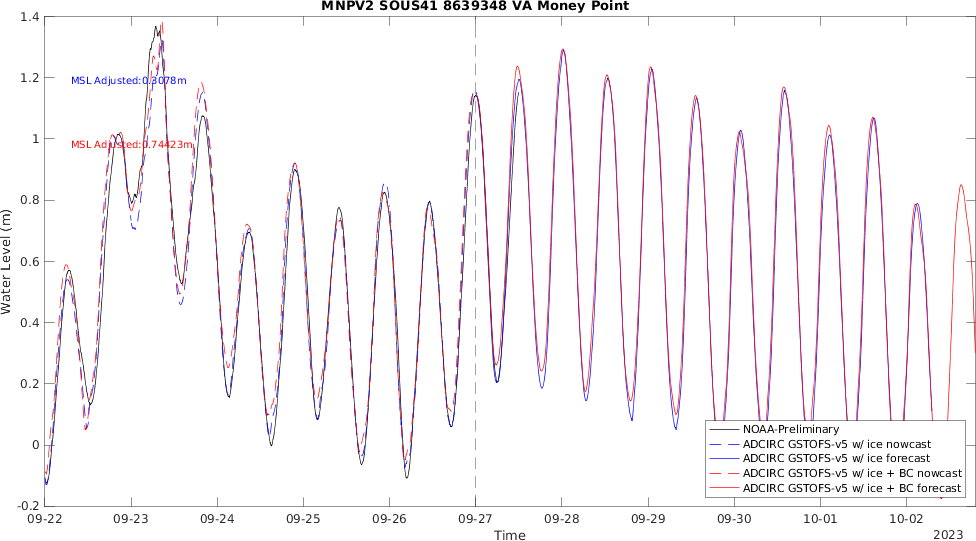 MNPV2 SOUS41 8639348 VA Money Point
1.4
1.2
1
0.8
0.6
0.4
0.2
0
-0.2
Water Level (m)
MSL Adjusted:0.3078m
MSL Adjusted:0.74423m
NOAA-Preliminary
ADCIRC GSTOFS-v5 w/ ice nowcast
ADCIRC GSTOFS-v5 w/ ice forecast
ADCIRC GSTOFS-v5 w/ ice + BC nowcast
ADCIRC GSTOFS-v5 w/ ice + BC forecast
09-22 09-23 09-24 09-25 09-26 09-27 09-28 09-29 09-30 10-01 10-02
Time
2023